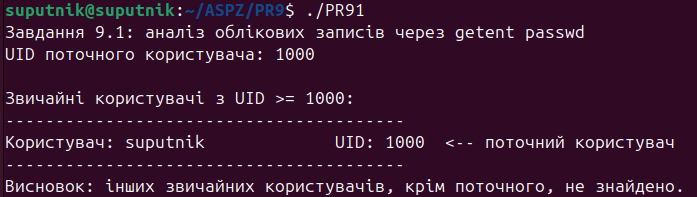 suputnik@suputnik:~/ASPZ/PR9$ ./PR91
Завдання 9.1: аналіз облікових записів через getent passwd
UID поточного користувача: 1000
Звичайні користувачі з UID >= 1000:
----------------------------------------
Користувач: suputnik             UID: 1000  <-- поточний користувач
----------------------------------------
Висновок: інших звичайних користувачів, крім поточного, не знайдено.